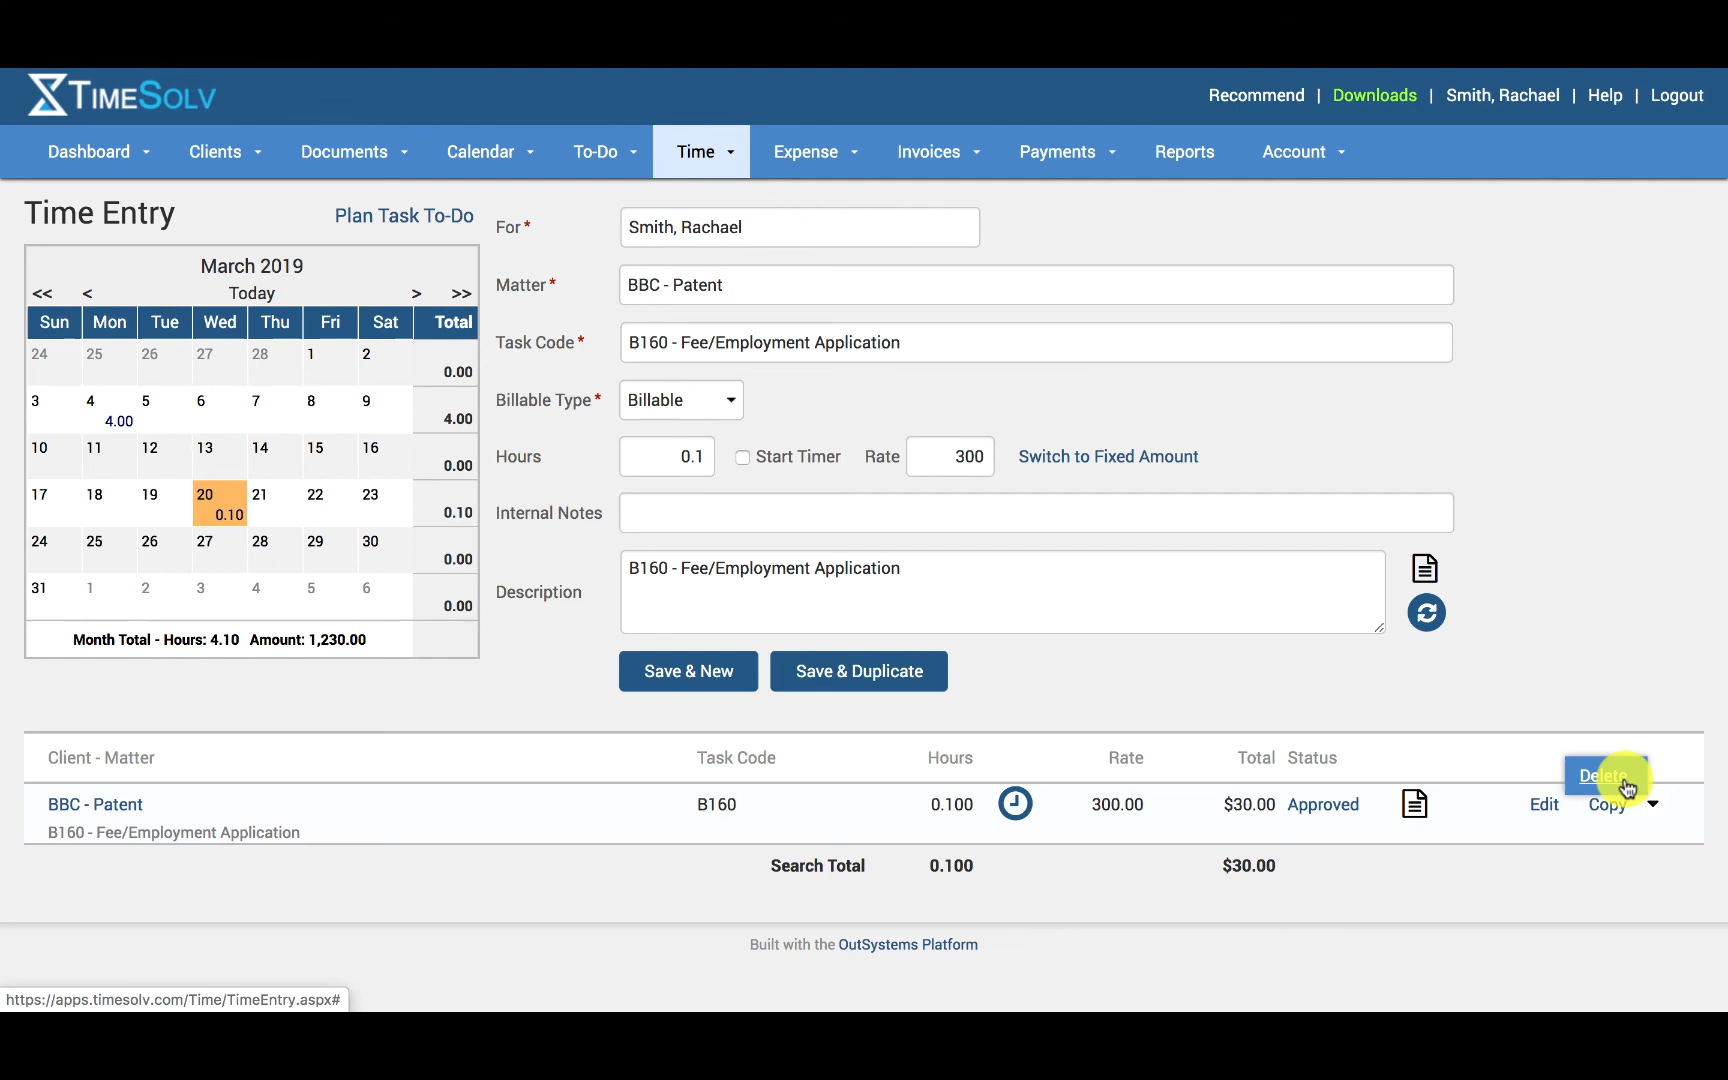 TIMESOLV
Recommend | Downloads | Smith, Rachael | Help | Logout
Dashboard Clients Documents Calendar To-Do Time Expense Invoices Payments Reports Account
Time Entry Plan Task To-Do
March 2019
<< < Today > >>
Sun Mon Tue Wed Thu Fri Sat Total
24 25 26 27 28 1 2
0.00
3 4 5 6 7 8 9
4.00 4.00
10 11 12 13 14 15 16
0.00
17 18 19 20 21 22 23
0.10 0.10
24 25 26 27 28 29 30
0.00
31 1 2 3 4 5 6
0.00
Month Total - Hours: 4.10 Amount: 1,230.00
For* Smith, Rachael
Matter* BBC - Patent
Task Code* B160 - Fee/Employment Application
Billable Type* Billable
Hours 0.1 Start Timer Rate 300 Switch to Fixed Amount
Internal Notes
Description B160 - Fee/Employment Application
Save & New Save & Duplicate
Client - Matter Task Code Hours Rate Total Status
Delete
BBC - Patent B160 0.100 300.00 $30.00 Approved Edit Copy
B160 - Fee/Employment Application
Search Total 0.100 $30.00
Built with the OutSystems Platform
https://apps.timesolv.com/Time/TimeEntry.aspx#